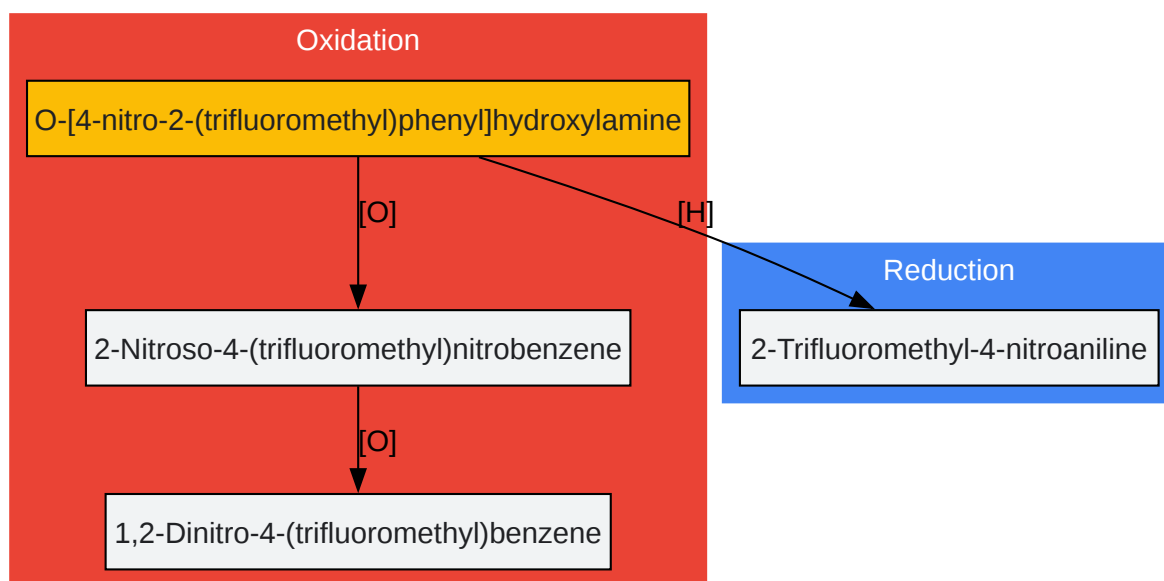 Oxidation
O-[4-nitro-2-(trifluoromethyl)phenyl]hydroxylamine
[O]
[H]
Reduction
2-Nitroso-4-(trifluoromethyl)nitrobenzene
2-Trifluoromethyl-4-nitroaniline
[O]
1,2-Dinitro-4-(trifluoromethyl)benzene